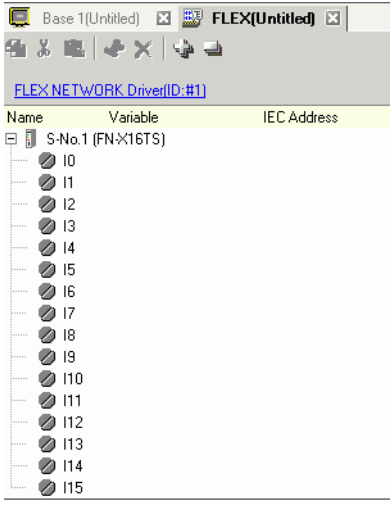 Base 1(Untitled) FLEX(Untitled)
FLEX NETWORK Driver(ID:#1)
Name Variable IEC Address
S-No.1 (FN-X16TS)
I0
I1
I2
I3
I4
I5
I6
I7
I8
I9
I10
I11
I12
I13
I14
I15